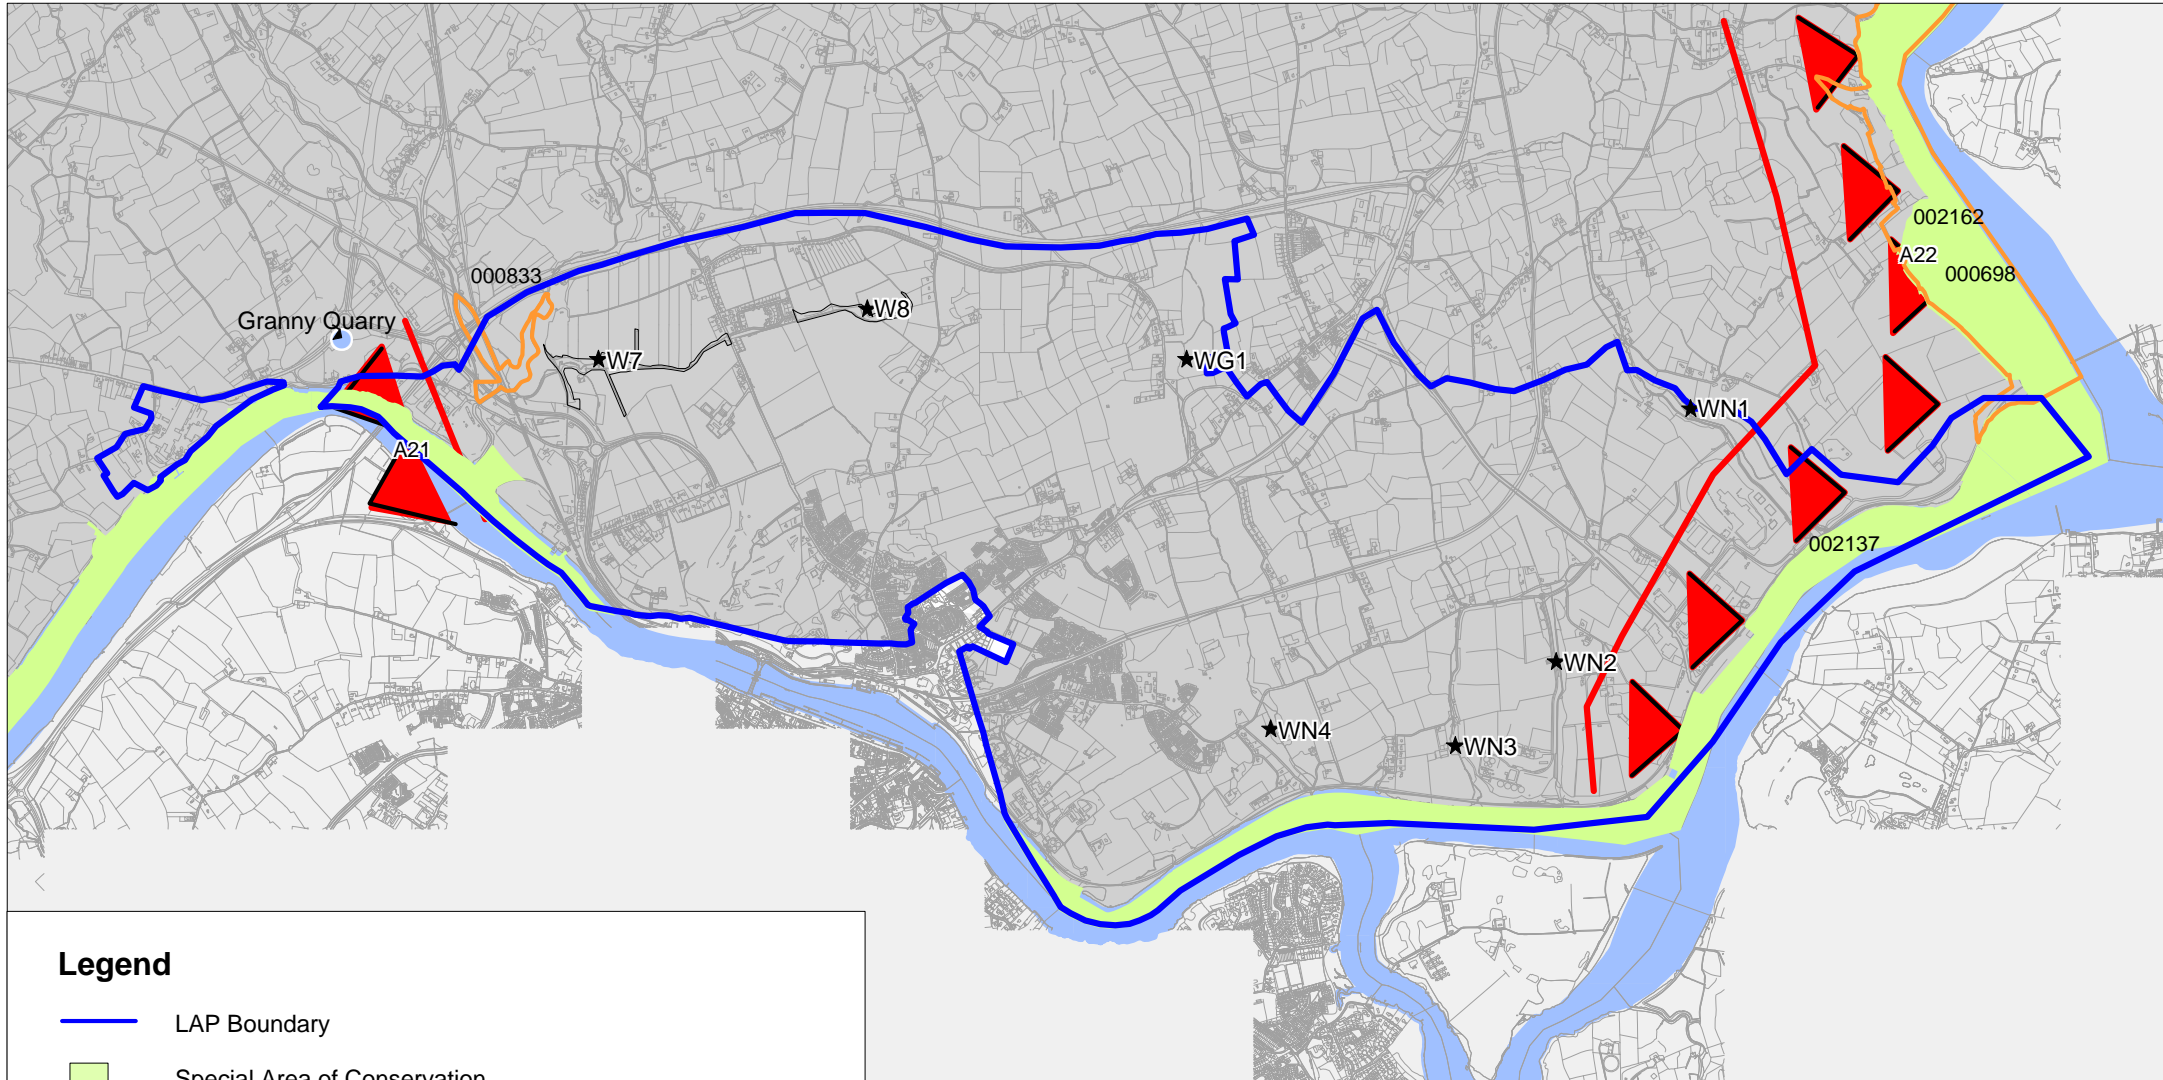 002162
A22
000698
000833
W8
Granny Quarry
W7
WG1
WN1
A21
002137
WN2
WN4
WN3
Legend
LAP Boundary
Special Area of Conservation